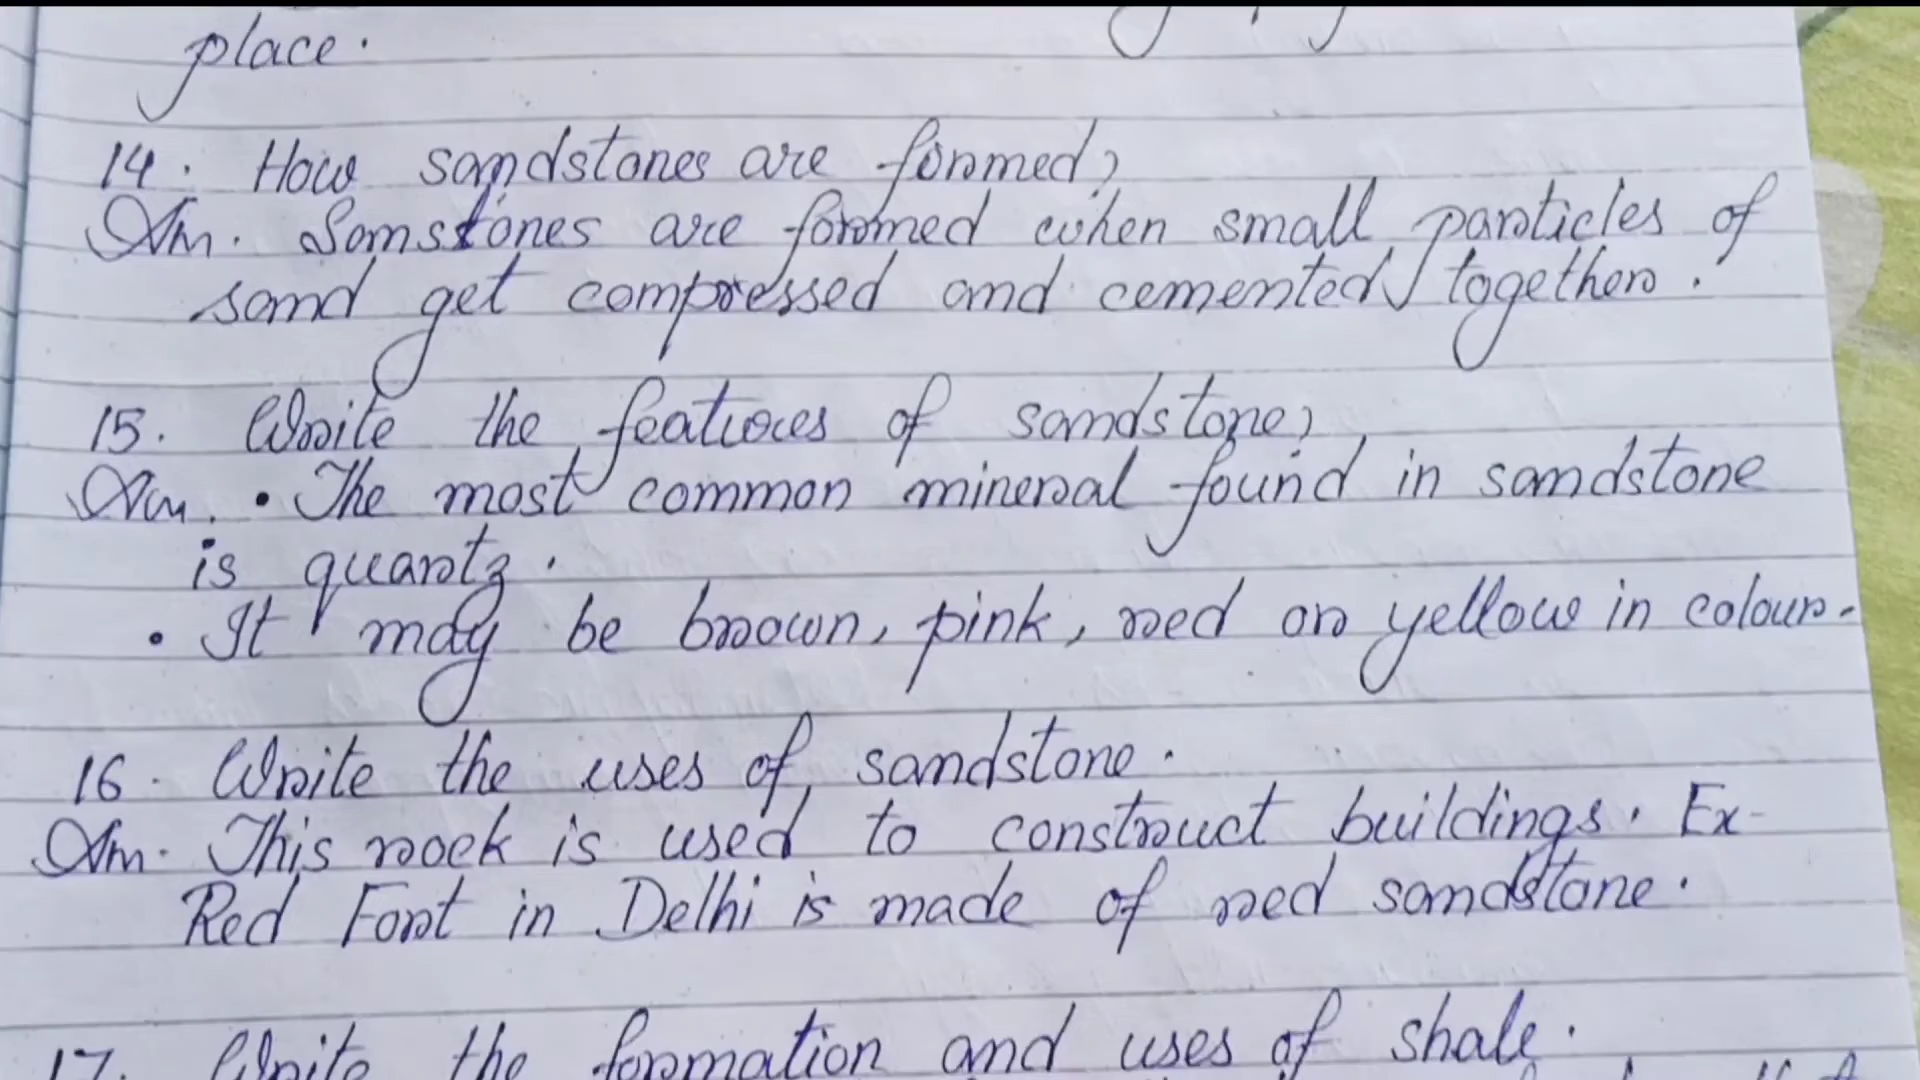 place.
14. How sandstones are formed?
Ans. Somstones are formed when small particles of
sand get compressed and cemented together.
15. Write the features of sandstone?
Ans. • The most common mineral found in sandstone
is quartz.
• It may be brown, pink, red or yellow in colour.
16. Write the uses of sandstone.
Ans. This rock is used to construct buildings. Ex-
Red Fort in Delhi is made of red sandstone.
17. Write the formation and uses of shale.